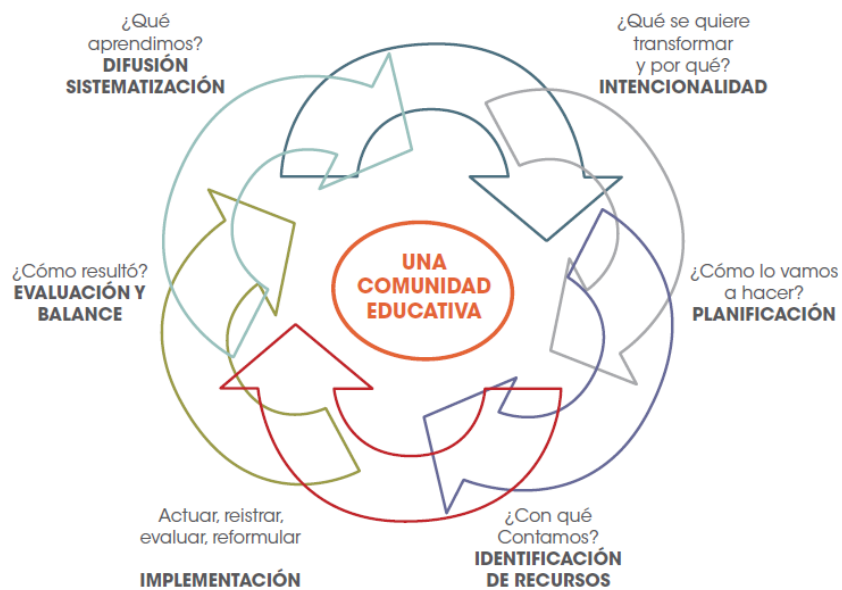 ¿Qué
aprendimos?
DIFUSIÓN
SISTEMATIZACIÓN
¿Qué se quiere
transformar
y por qué?
INTENCIONALIDAD
UNA
COMUNIDAD
EDUCATIVA
¿Cómo resultó?
EVALUACIÓN Y
BALANCE
¿Cómo lo vamos
a hacer?
PLANIFICACIÓN
Actuar, reistrar,
evaluar, reformular
IMPLEMENTACIÓN
¿Con qué
Contamos?
IDENTIFICACIÓN
DE RECURSOS